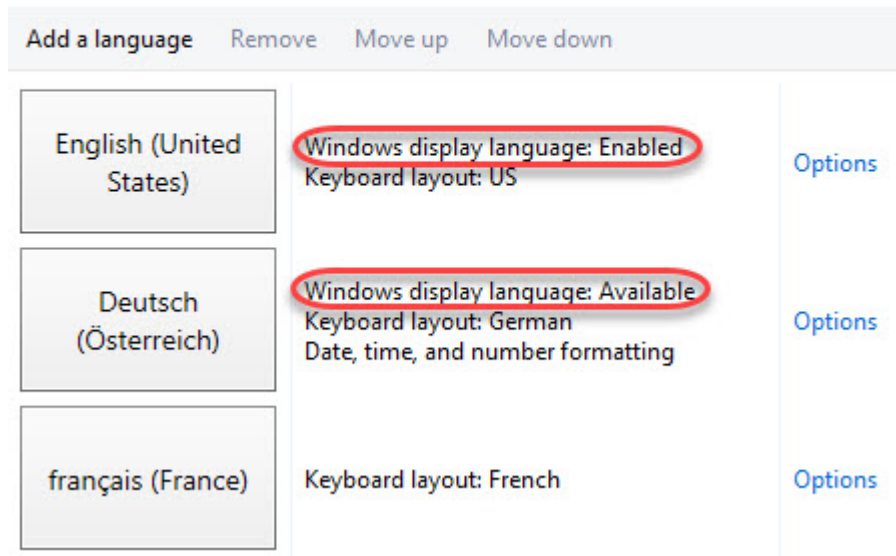 Add a language Remove Move up Move down
English (United
States)
Windows display language: Enabled
Keyboard layout: US
Options
Deutsch
(Österreich)
Windows display language: Available
Keyboard layout: German
Date, time, and number formatting
Options
français (France)
Keyboard layout: French
Options